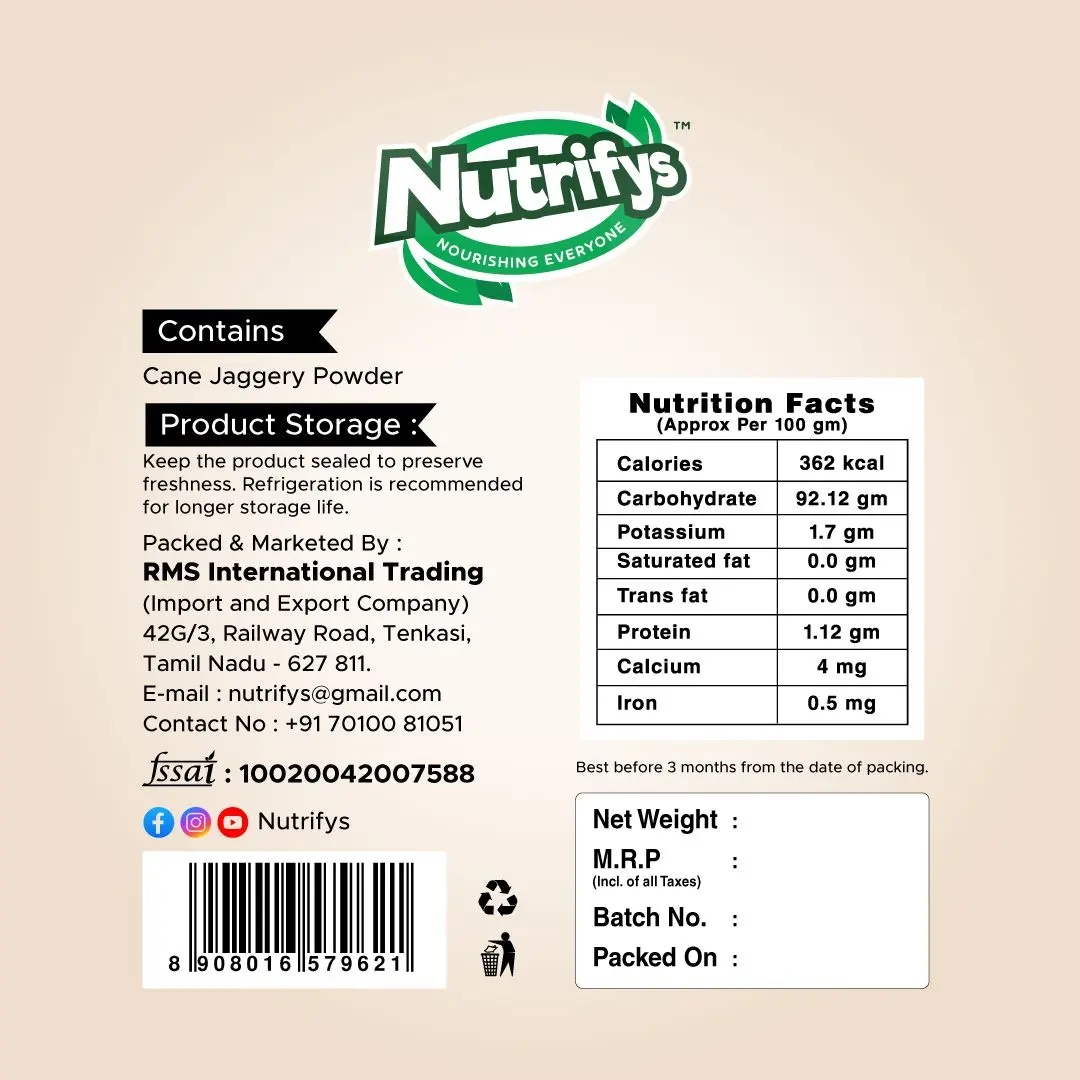 Nutrifys
TM
NOURISHING EVERYONE
Contains
Cane Jaggery Powder
Product Storage :
Keep the product sealed to preserve
freshness. Refrigeration is recommended
for longer storage life.
Packed & Marketed By :
RMS International Trading
(Import and Export Company)
42G/3, Railway Road, Tenkasi,
Tamil Nadu - 627 811.
E-mail : nutrifys@gmail.com
Contact No : +91 70100 81051
fssai : 10020042007588
Nutrifys
8 908016 579621
Nutrition Facts
(Approx Per 100 gm)
Calories 362 kcal
Carbohydrate 92.12 gm
Potassium 1.7 gm
Saturated fat 0.0 gm
Trans fat 0.0 gm
Protein 1.12 gm
Calcium 4 mg
Iron 0.5 mg
Best before 3 months from the date of packing.
Net Weight :
M.R.P :
(Incl. of all Taxes)
Batch No. :
Packed On :